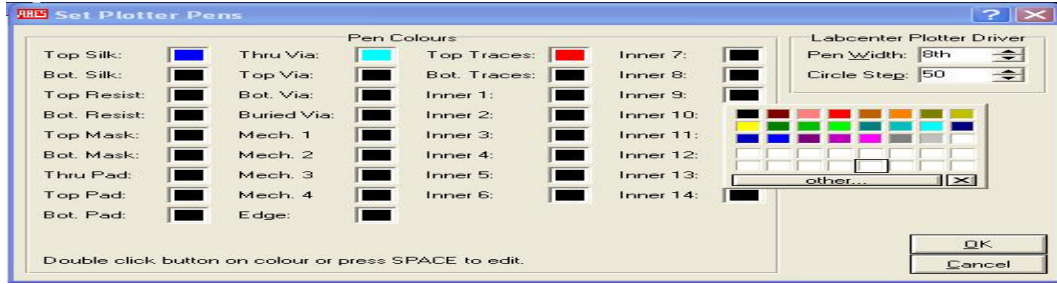 ARES Set Plotter Pens
Pen Colours
Labcenter Plotter Driver
Top Silk: Thru Via: Top Traces: Inner 7: Pen Width: 8th
Bot. Silk: Top Via: Bot. Traces: Inner 8: Circle Step: 50
Top Resist: Bot. Via: Inner 1: Inner 9:
Bot. Resist: Buried Via: Inner 2: Inner 10:
Top Mask: Mech. 1 Inner 3: Inner 11:
Bot. Mask: Mech. 2 Inner 4: Inner 12:
Thru Pad: Mech. 3 Inner 5: Inner 13: other...
Top Pad: Mech. 4 Inner 6: Inner 14:
Bot. Pad: Edge:
OK
Double click button on colour or press SPACE to edit.
Cancel